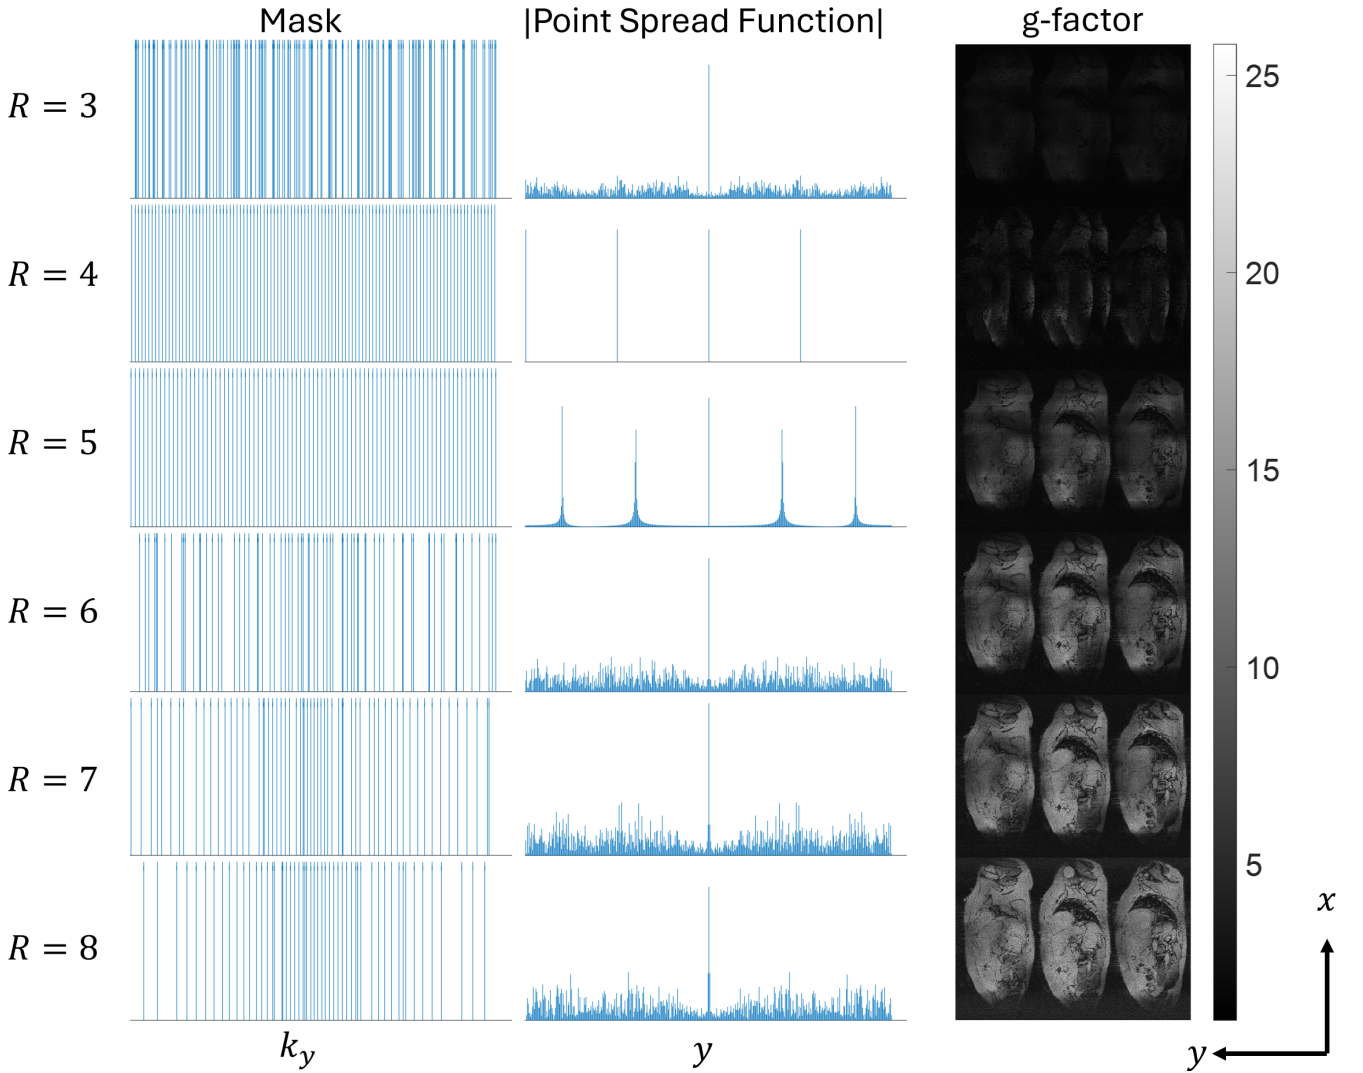 Mask |Point Spread Function| g-factor
R = 3
R = 4
R = 5
R = 6
R = 7
R = 8
25
20
15
10
5
x
y
k_y y